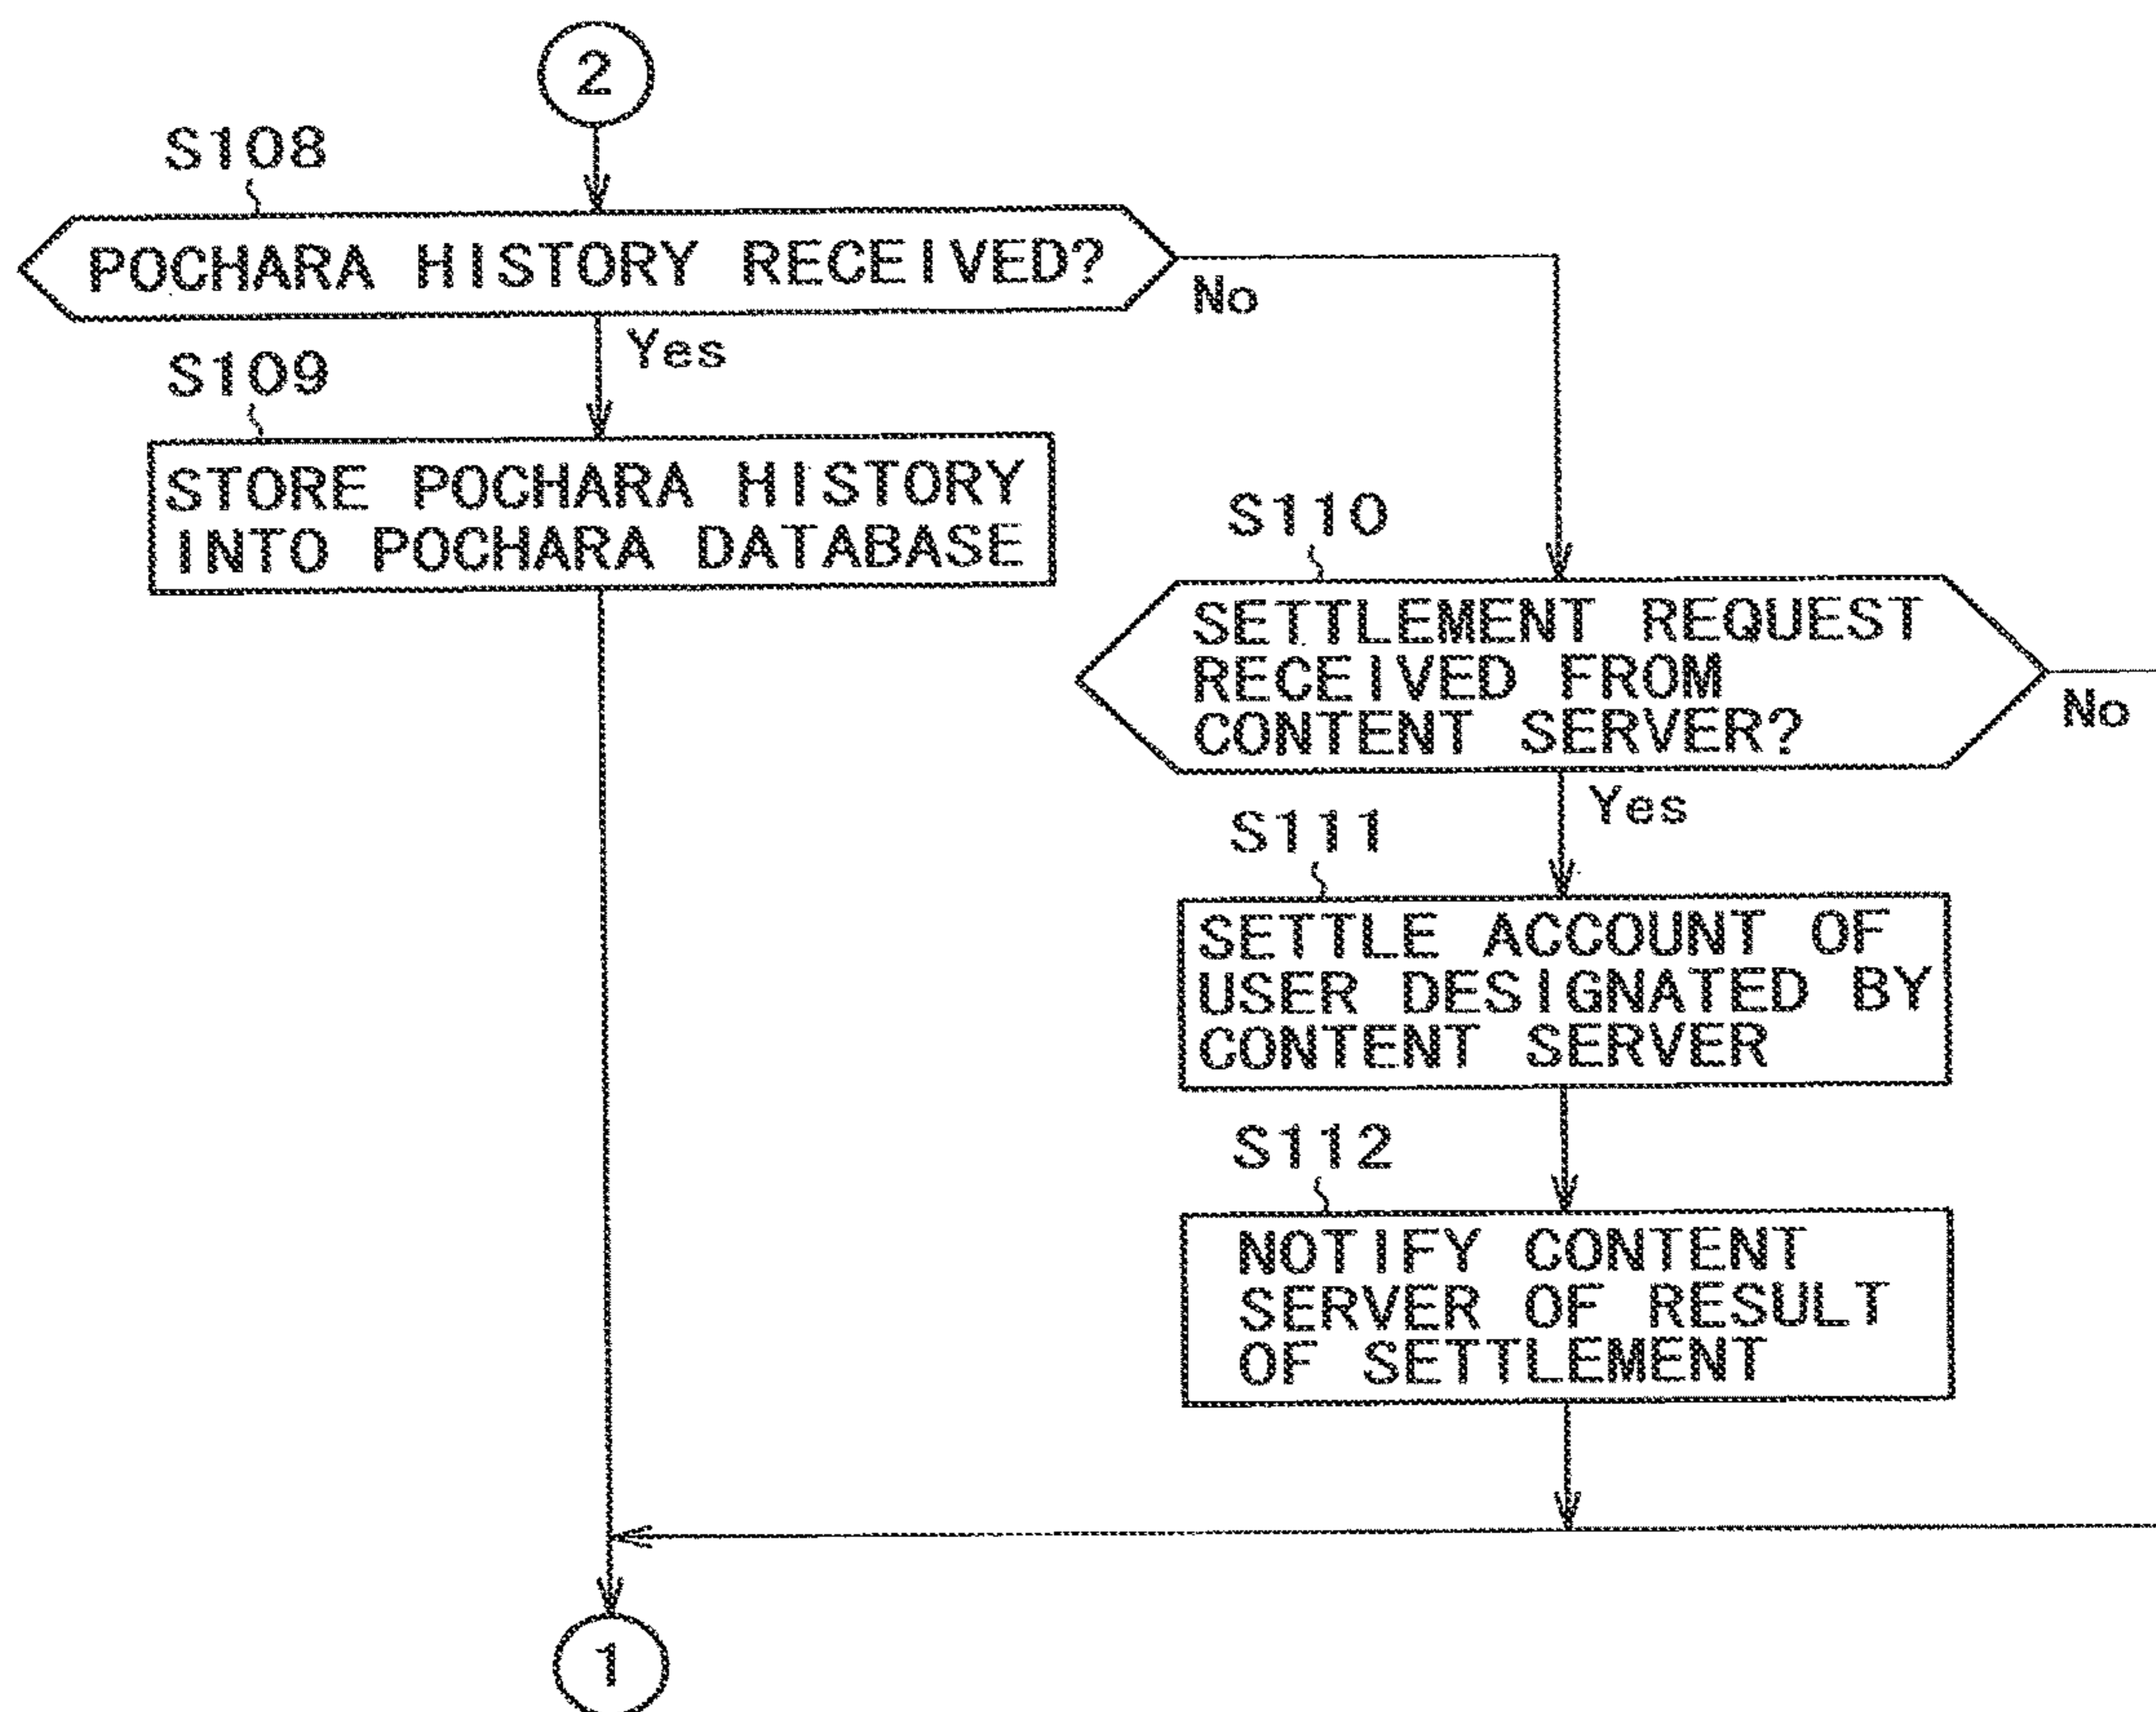 2
S108
POCHARA HISTORY RECEIVED?
No
Yes
S109
STORE POCHARA HISTORY
INTO POCHARA DATABASE
S110
SETTLEMENT REQUEST
RECEIVED FROM
CONTENT SERVER?
No
Yes
S111
SETTLE ACCOUNT OF
USER DESIGNATED BY
CONTENT SERVER
S112
NOTIFY CONTENT
SERVER OF RESULT
OF SETTLEMENT
1